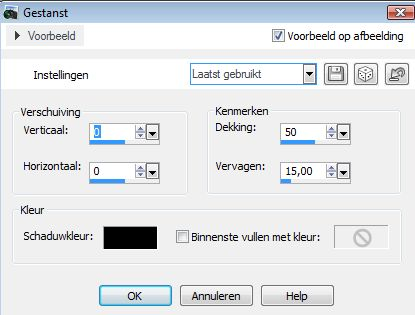 Gestanst
Voorbeeld
Voorbeeld op afbeelding
Instellingen
Laatst gebruikt
Verschuiving
Verticaal: 0
Horizontaal: 0
Kenmerken
Dekking: 50
Vervagen: 15,00
Kleur
Schaduwkleur:
Binnenste vullen met kleur:
OK
Annuleren
Help